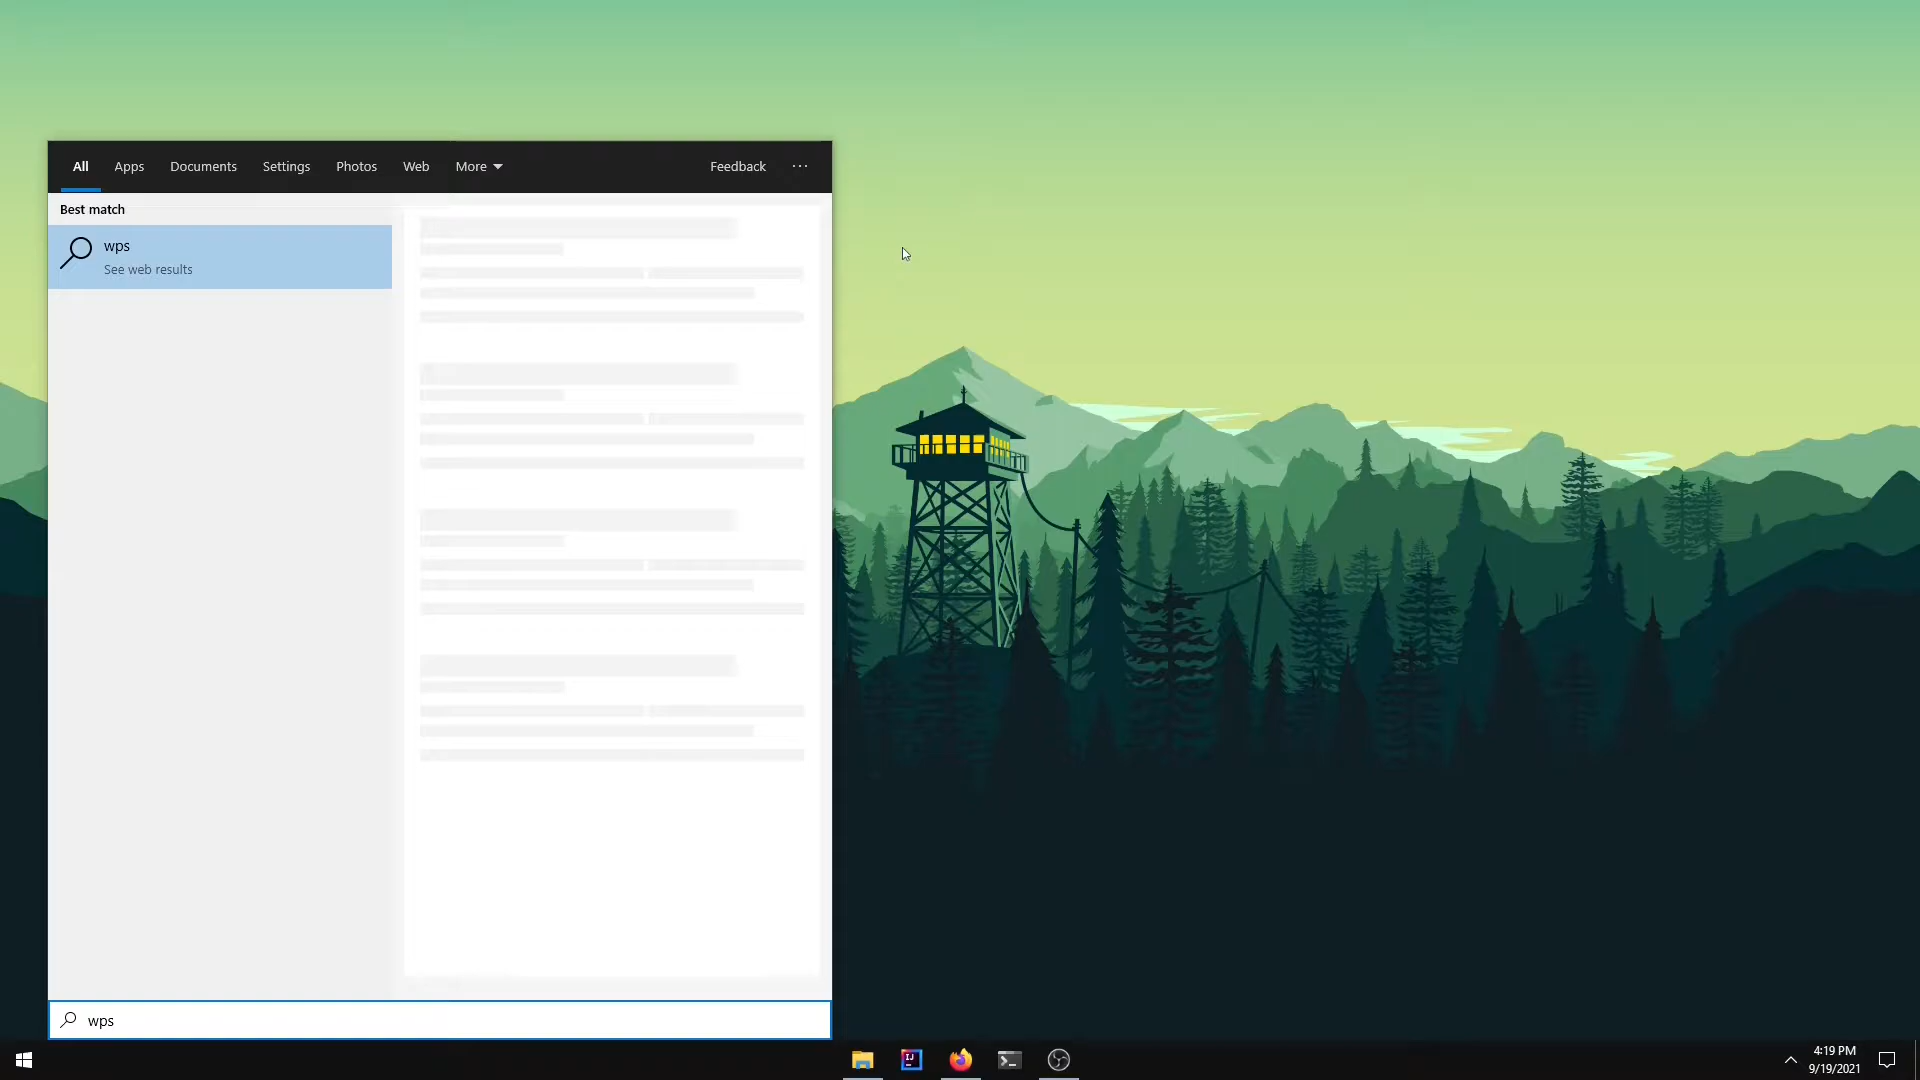 All Apps Documents Settings Photos Web More Feedback ...
Best match
wps
See web results
wps
4:19 PM
9/19/2021